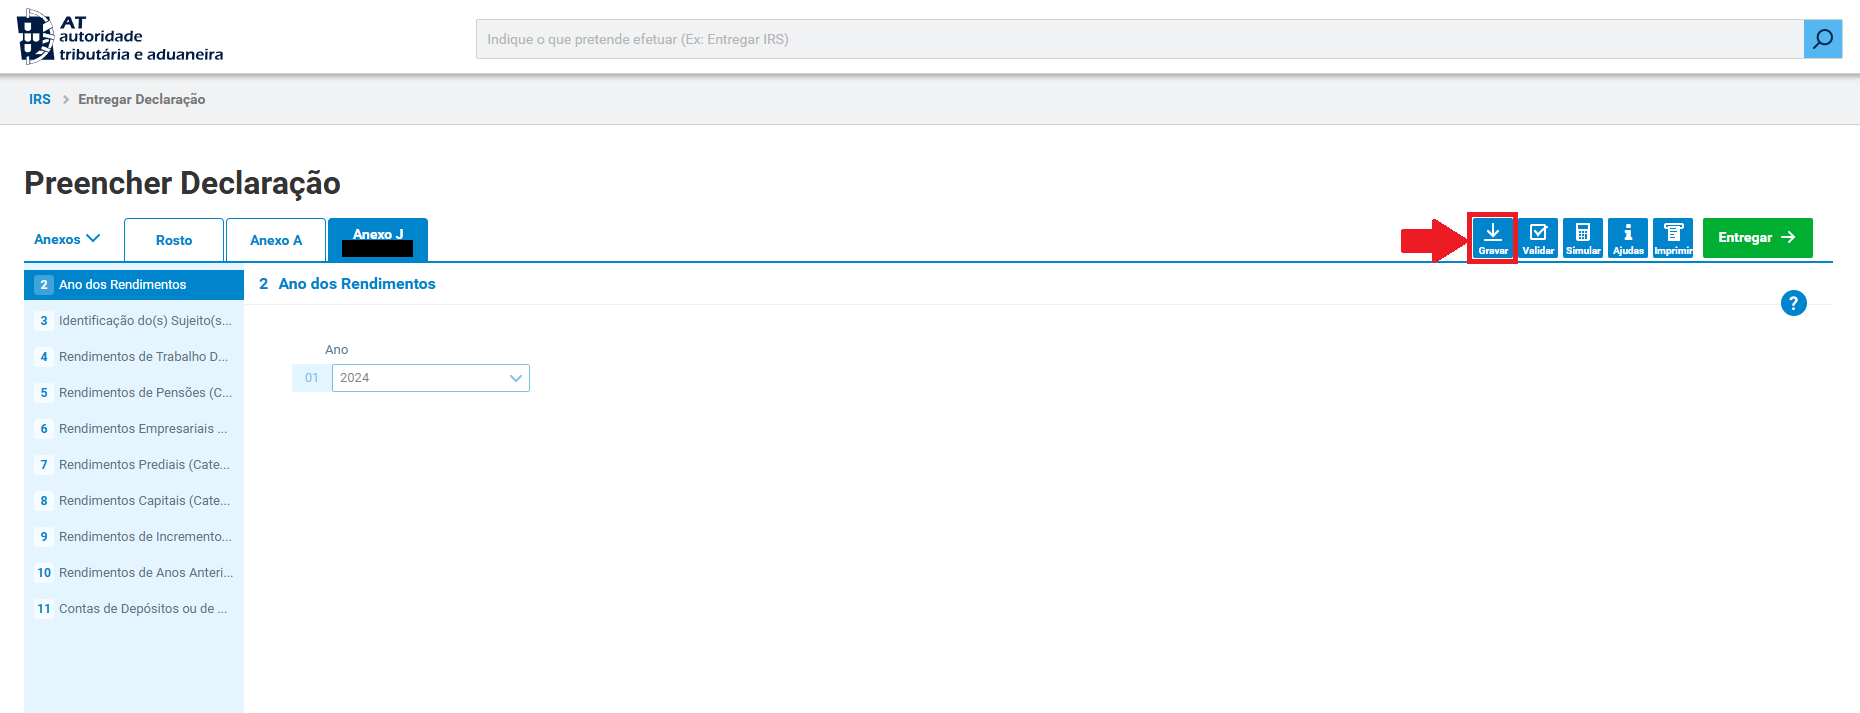 AT
autoridade
tributária e aduaneira
Indique o que pretende efetuar (Ex: Entregar IRS)
IRS > Entregar Declaração
Preencher Declaração
Anexos
Rosto
Anexo A
Anexo J
Gravar
Validar
Simular
Ajudas
Imprimir
Entregar
2 Ano dos Rendimentos
3 Identificação do(s) Sujeito(s...
4 Rendimentos de Trabalho D...
5 Rendimentos de Pensões (C...
6 Rendimentos Empresariais ...
7 Rendimentos Prediais (Cate...
8 Rendimentos Capitais (Cate...
9 Rendimentos de Incremento...
10 Rendimentos de Anos Anteri...
11 Contas de Depósitos ou de ...
2 Ano dos Rendimentos
?
Ano
01 2024